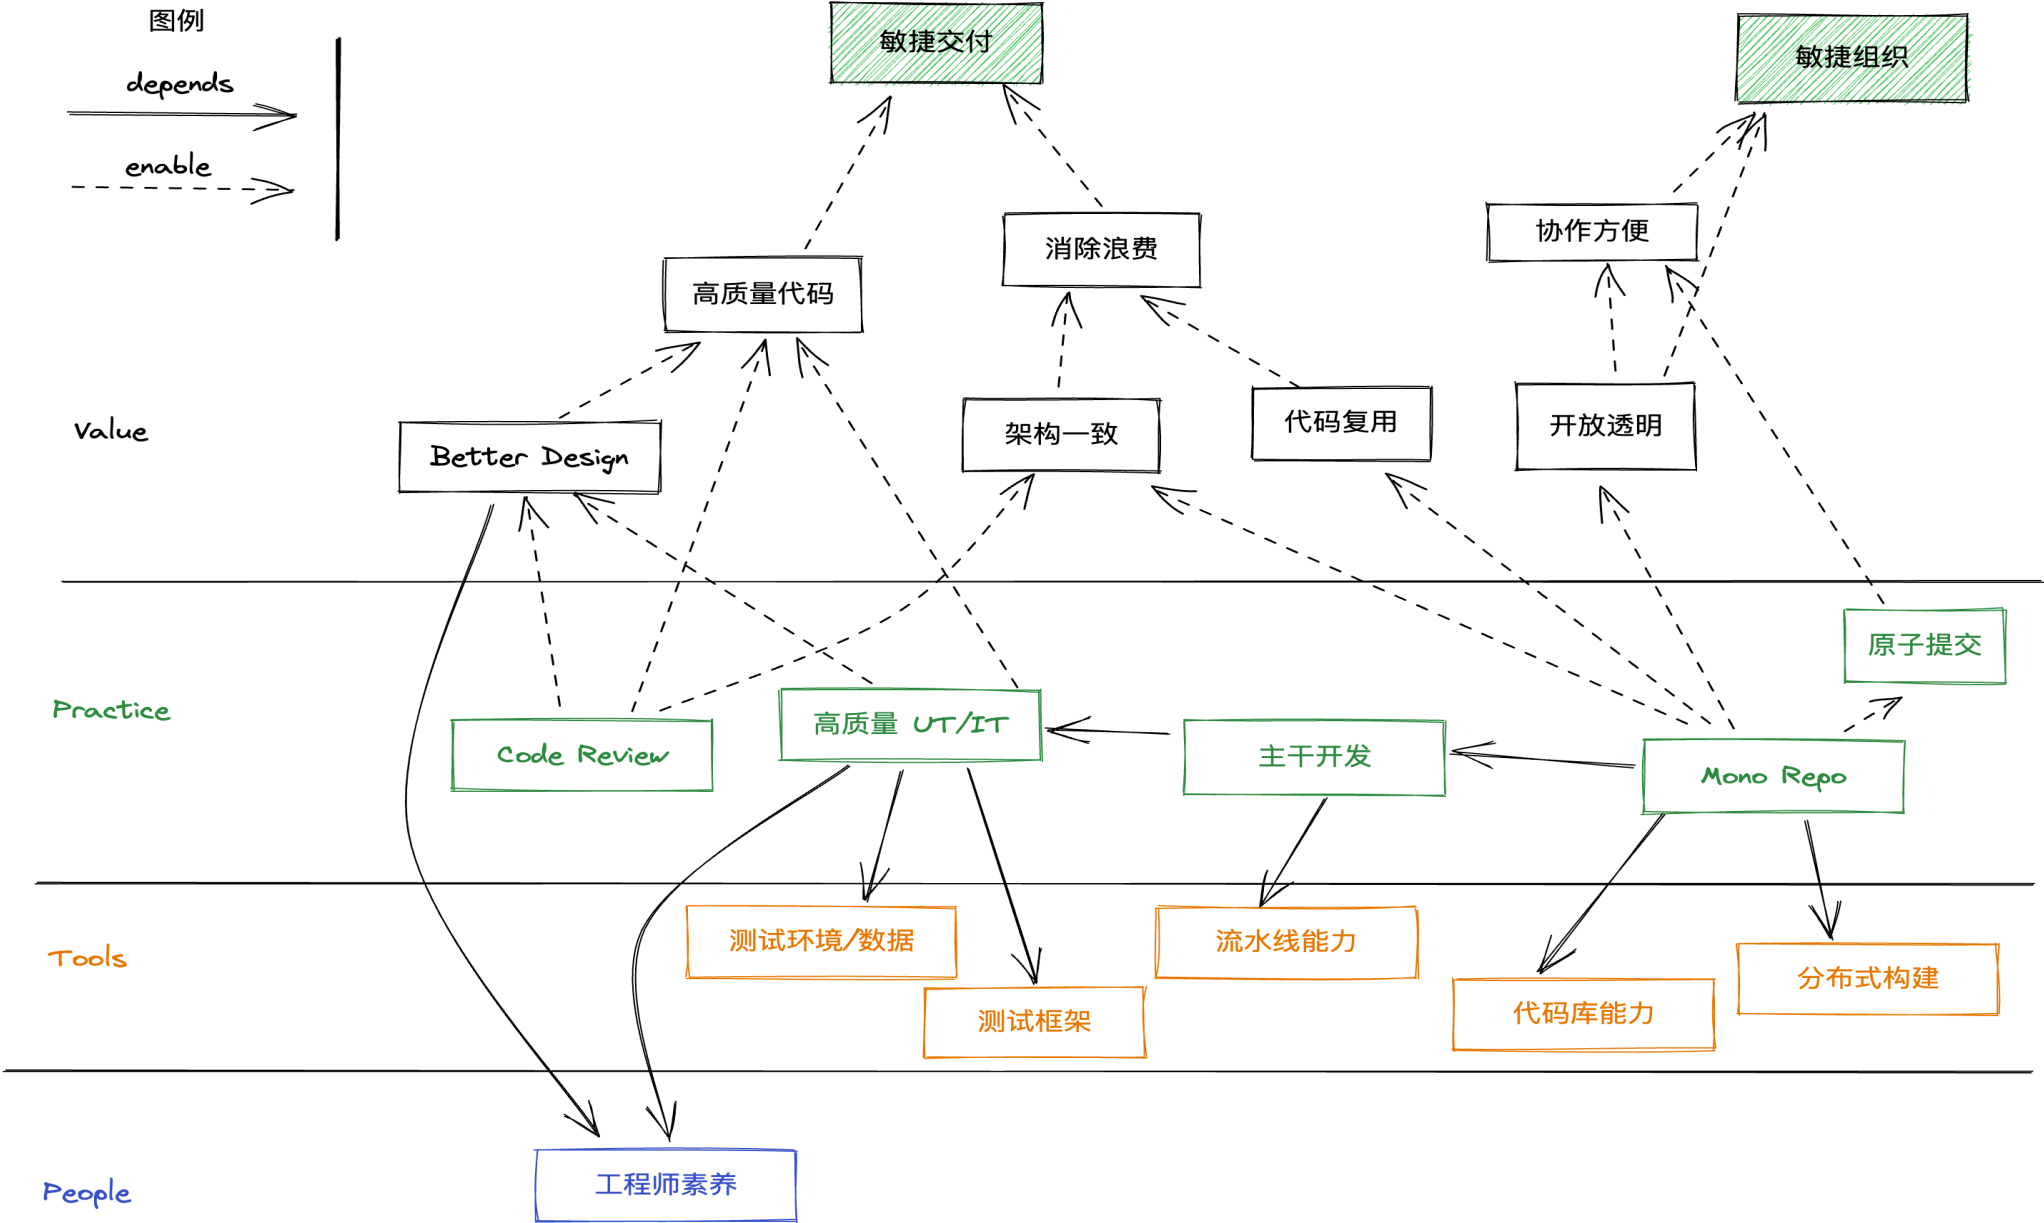 图例
depends
enable
敏捷交付
敏捷组织
协作方便
消除浪费
高质量代码
Value
Better Design
架构一致
代码复用
开放透明
Practice
Code Review
高质量 UT/IT
主干开发
Mono Repo
原子提交
Tools
测试环境/数据
测试框架
流水线能力
代码库能力
分布式构建
People
工程师素养